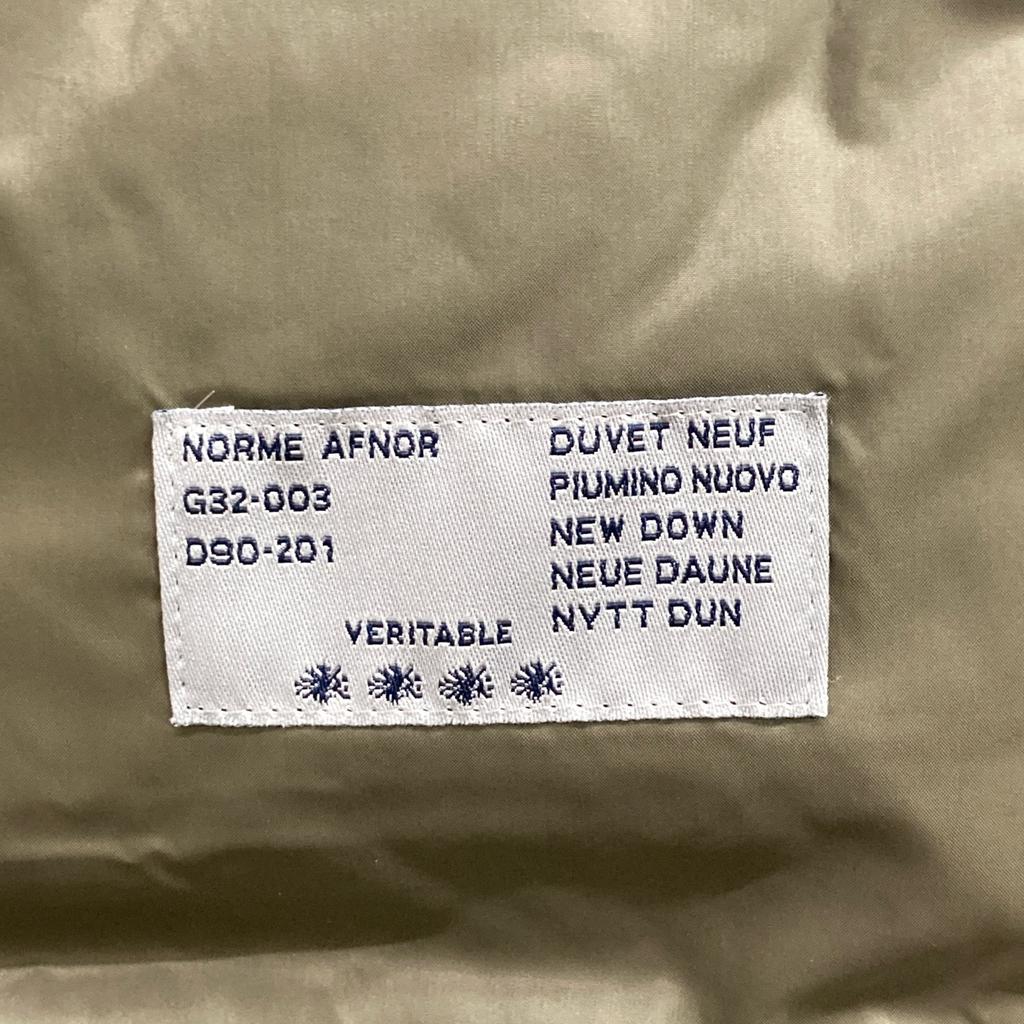 NORME AFNOR
G32-003
D90-201
VERITABLE
DUVET NEUF
PIUMINO NUOVO
NEW DOWN
NEUE DAUNE
NYTT DUN